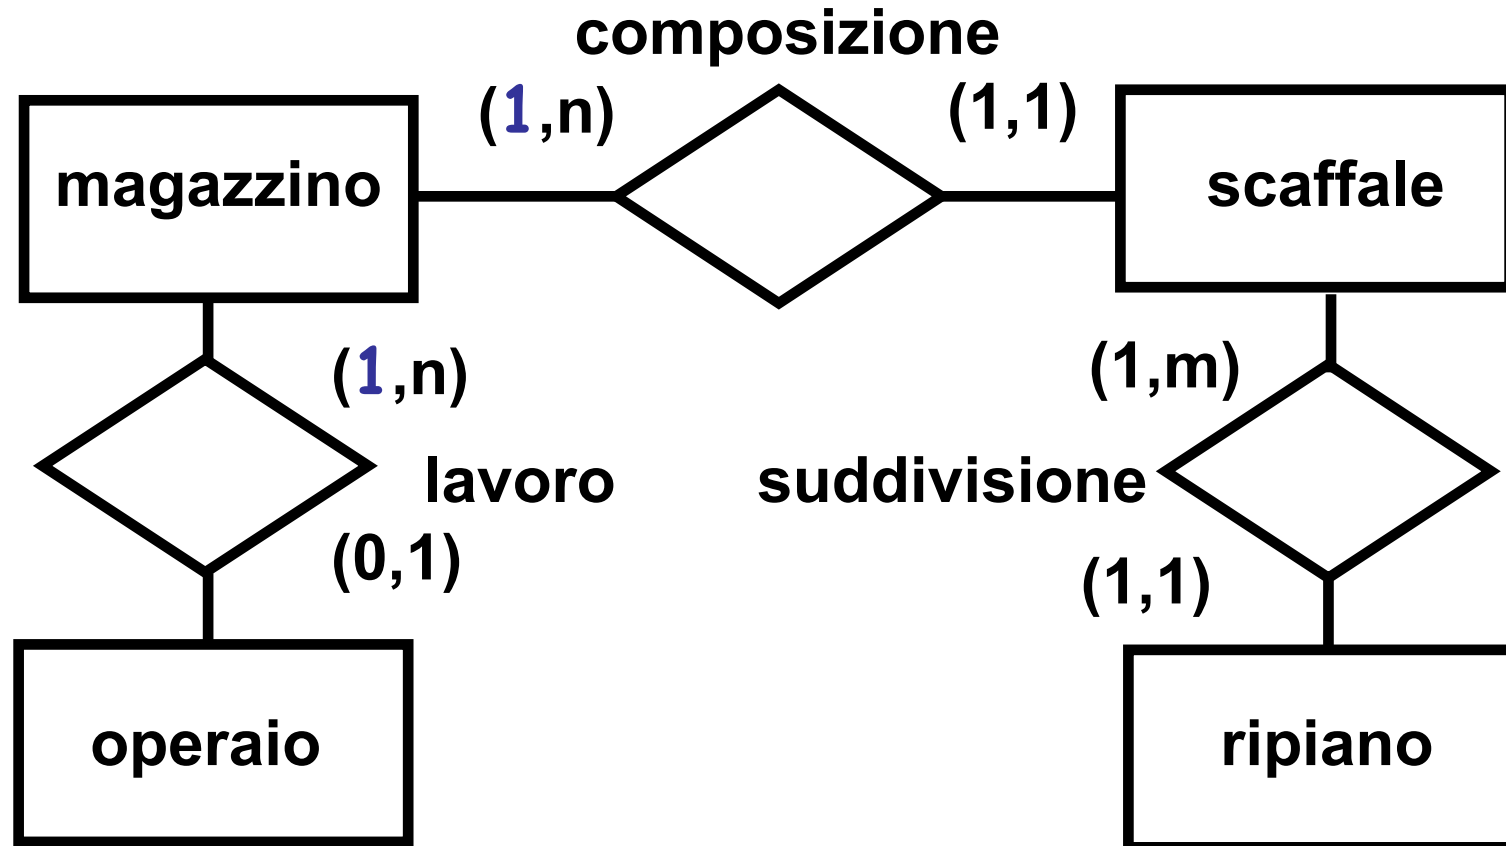 composizione
(1,n)
(1,1)
magazzino
scaffale
(1,n)
(1,m)
lavoro
suddivisione
(0,1)
(1,1)
operaio
ripiano